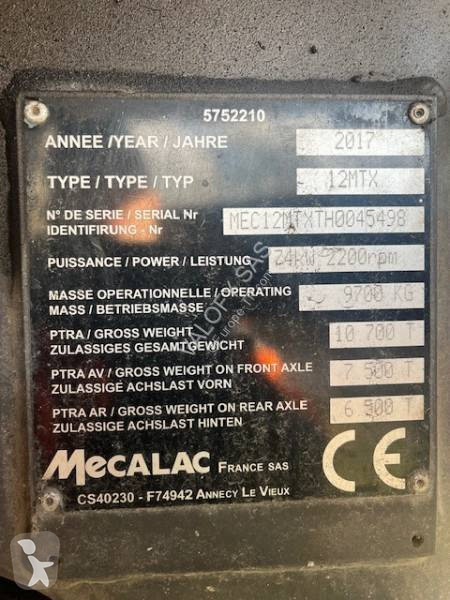 5752210
ANNEE /YEAR / JAHRE 2017
TYPE / TYPE / TYP 12MTX
N° DE SERIE / SERIAL Nr MEC12MTXTH0045498
IDENTIFIRUNG - Nr
PUISSANCE / POWER / LEISTUNG 74kW 2200rpm
MASSE OPERATIONNELLE / OPERATING 9700 KG
MASS / BETRIEBSMASSE
PTRA / GROSS WEIGHT 10 700 T
ZULASSIGES GESAMTGEWICHT
PTRA AV / GROSS WEIGHT ON FRONT AXLE 7 500 T
ZULASSIGE ACHSLAST VORN
PTRA AR / GROSS WEIGHT ON REAR AXLE 6 500 T
ZULASSIGE ACHSLAST HINTEN
MECALAC FRANCE SAS CE
CS40230 - F74942 ANNECY LE VIEUX